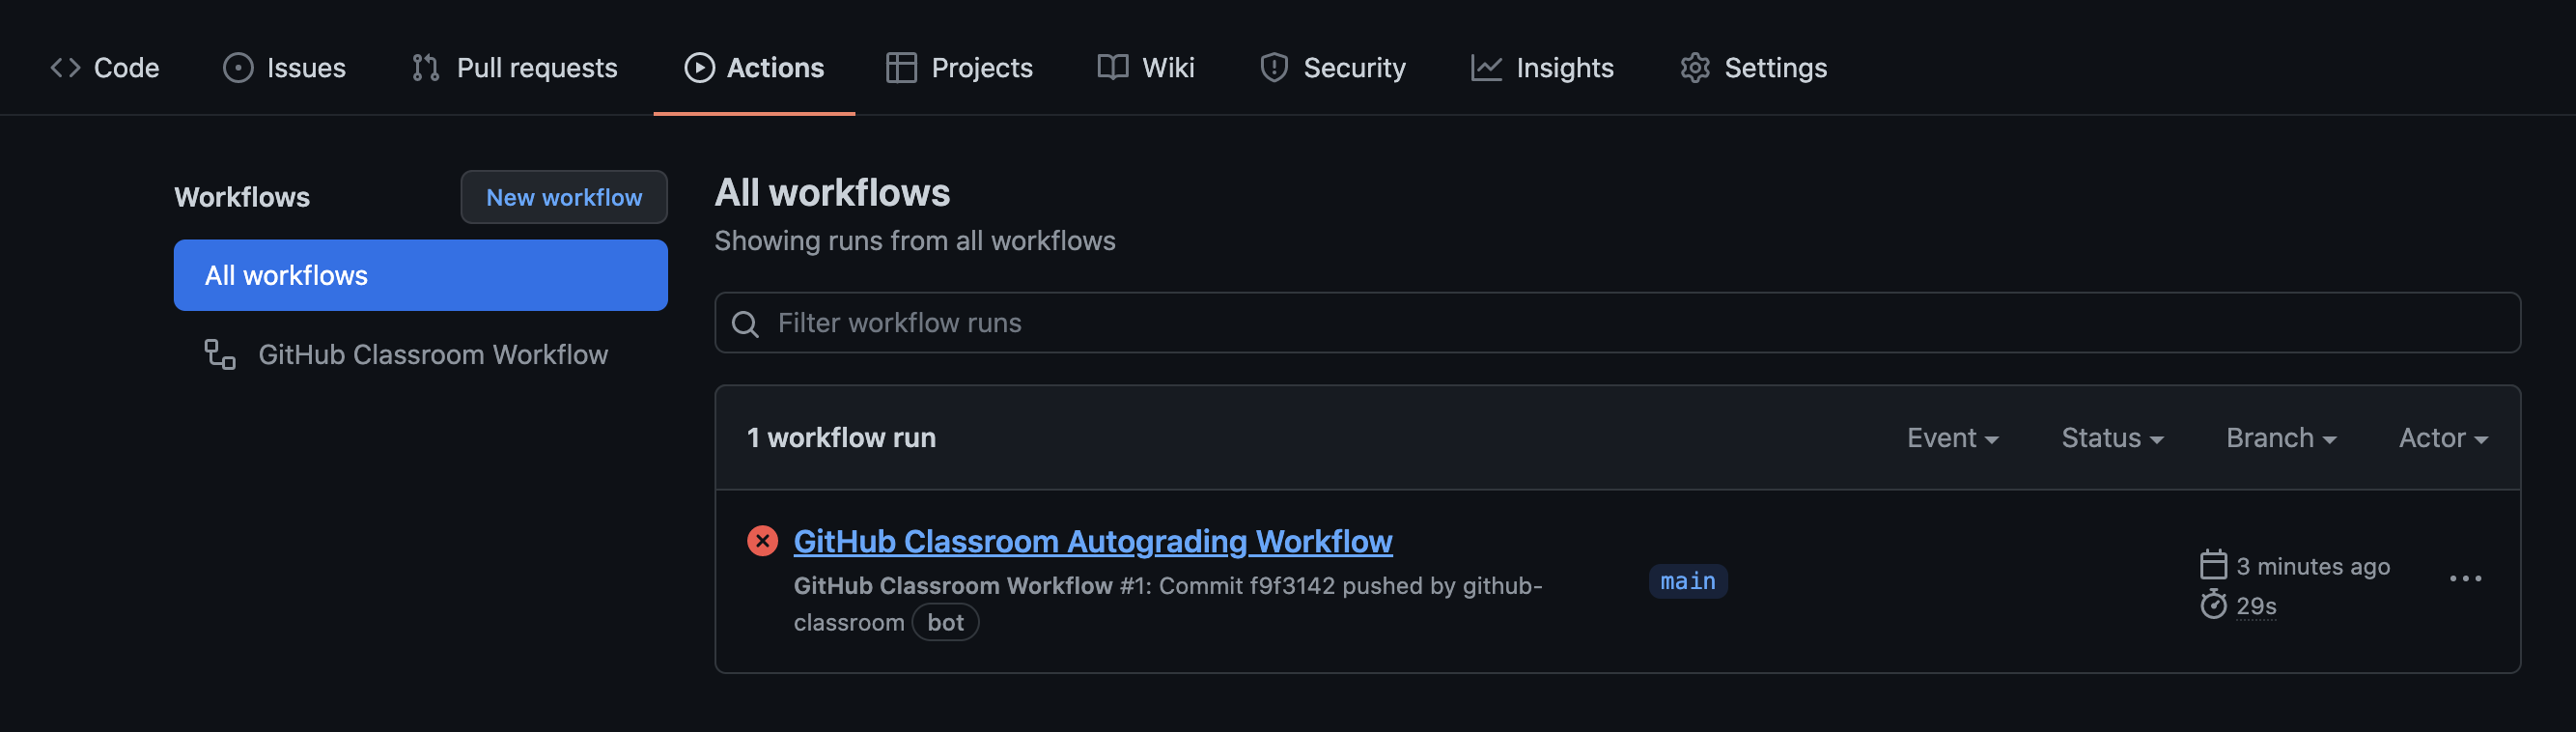 Code Issues Pull requests Actions Projects Wiki Security Insights Settings
Workflows New workflow
All workflows
GitHub Classroom Workflow
All workflows
Showing runs from all workflows
Filter workflow runs
1 workflow run Event Status Branch Actor
GitHub Classroom Autograding Workflow
GitHub Classroom Workflow #1: Commit f9f3142 pushed by github-
classroom bot
main
3 minutes ago
29s